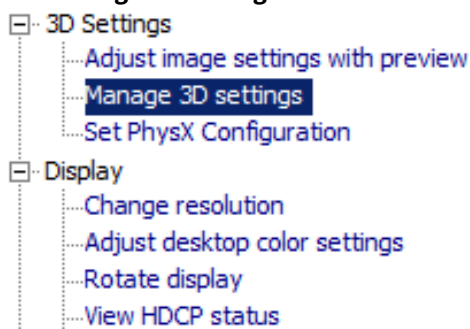 3D Settings
Adjust image settings with preview
Manage 3D settings
Set PhysX Configuration
Display
Change resolution
Adjust desktop color settings
Rotate display
View HDCP status